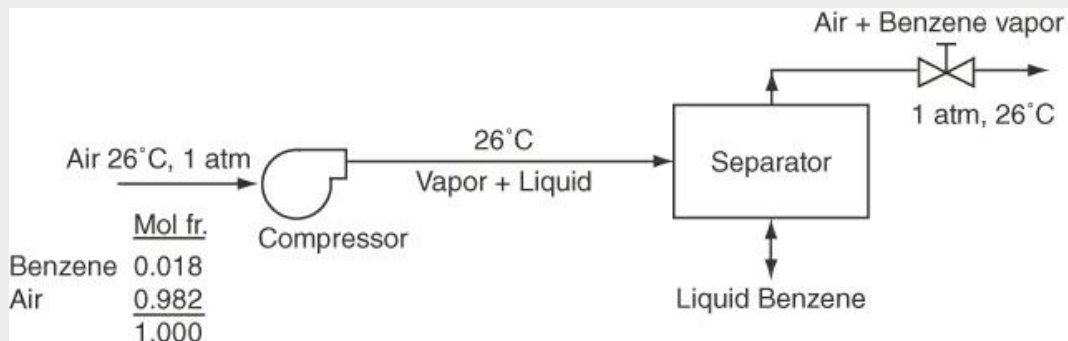 Air + Benzene vapor
1 atm, 26°C
26°C
Vapor + Liquid
Separator
Air 26°C, 1 atm
Compressor
Mol fr.
Benzene 0.018
Air 0.982
1.000
Liquid Benzene